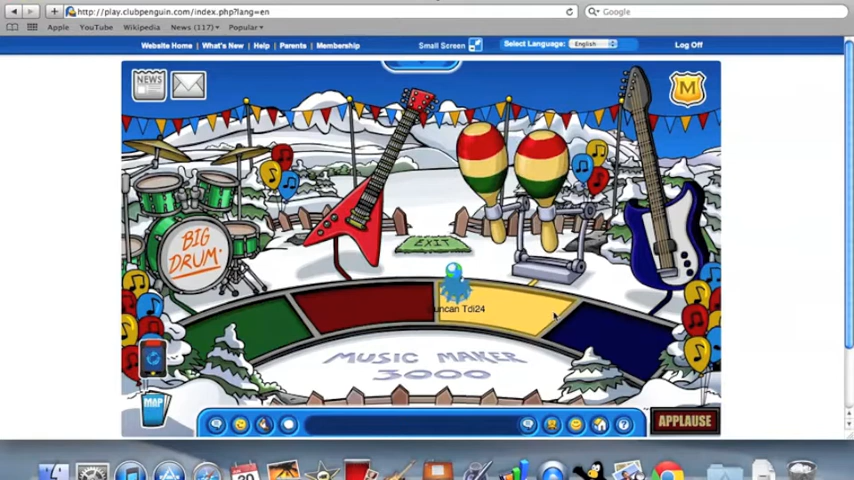 http://play.clubpenguin.com/index.php?lang=en
Google
Apple YouTube Wikipedia News (117) Popular
Website Home What's New Help Parents Membership Small Screen Select Language: English Log Off
NEWS
M
BIG
DRUM
EXIT
uncan Tdi24
MUSIC MAKER
3000
MAP
APPLAUSE
?